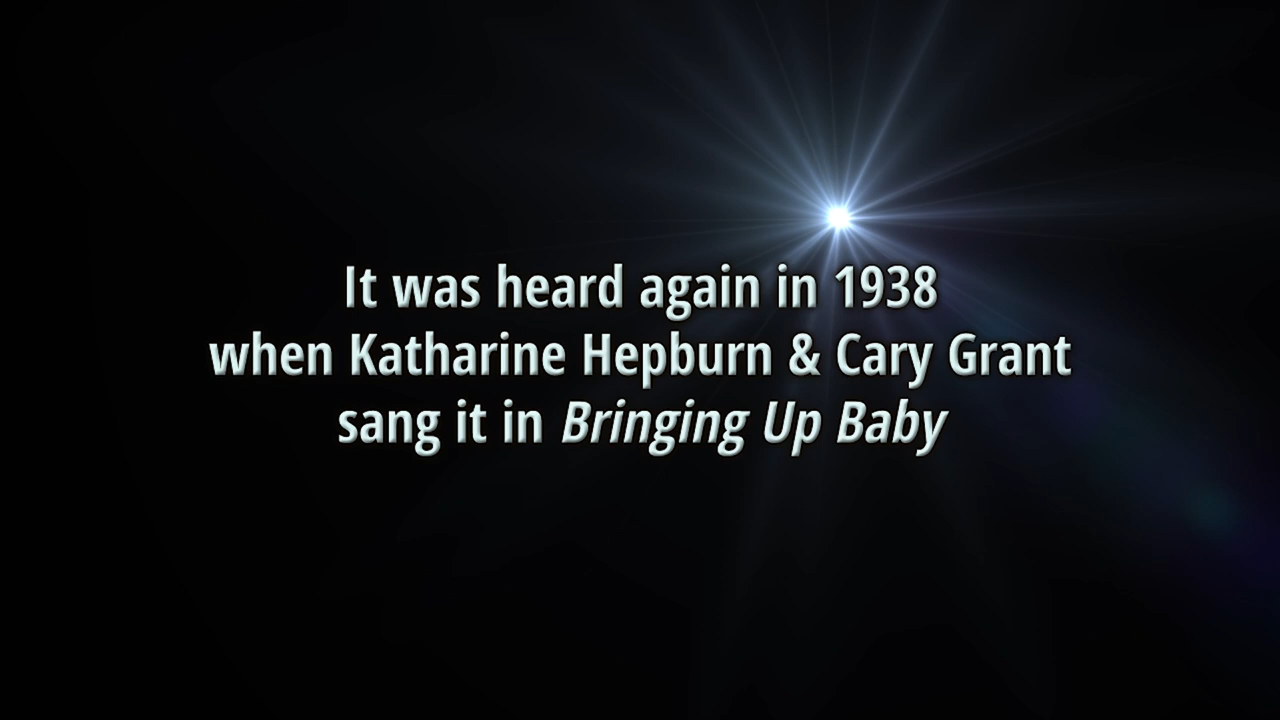 It was heard again in 1938
when Katharine Hepburn & Cary Grant
sang it in Bringing Up Baby